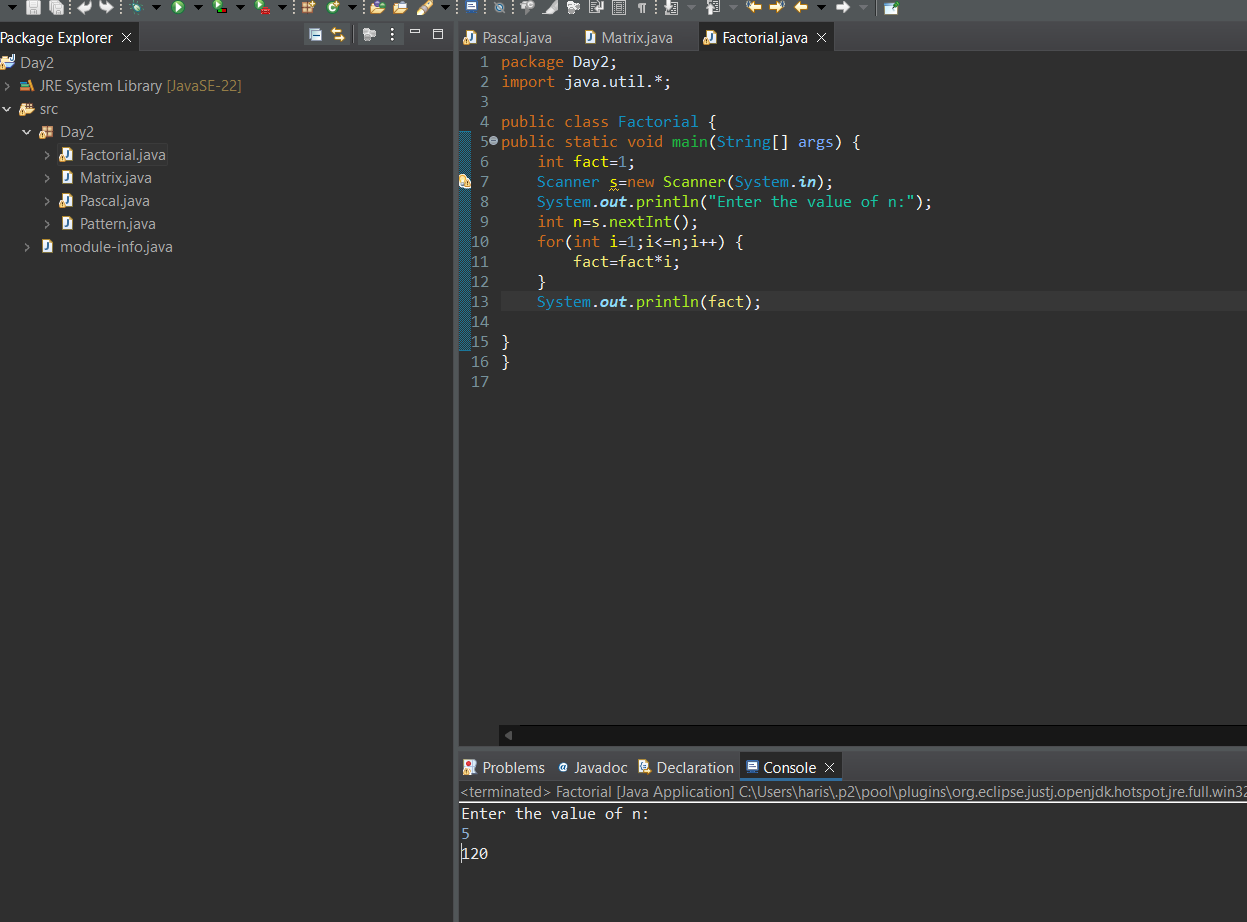 Package Explorer
Day2
JRE System Library [JavaSE-22]
src
Day2
Factorial.java
Matrix.java
Pascal.java
Pattern.java
module-info.java
Pascal.java Matrix.java Factorial.java
1 package Day2;
2 import java.util.*;
3
4 public class Factorial {
5 public static void main(String[] args) {
6     int fact=1;
7     Scanner s=new Scanner(System.in);
8     System.out.println("Enter the value of n:");
9     int n=s.nextInt();
10     for(int i=1;i<=n;i++) {
11         fact=fact*i;
12     }
13     System.out.println(fact);
14
15 }
16 }
17
Problems Javadoc Declaration Console
<terminated> Factorial [Java Application] C:\Users\haris\.p2\pool\plugins\org.eclipse.justj.openjdk.hotspot.jre.full.win32
Enter the value of n:
5
120